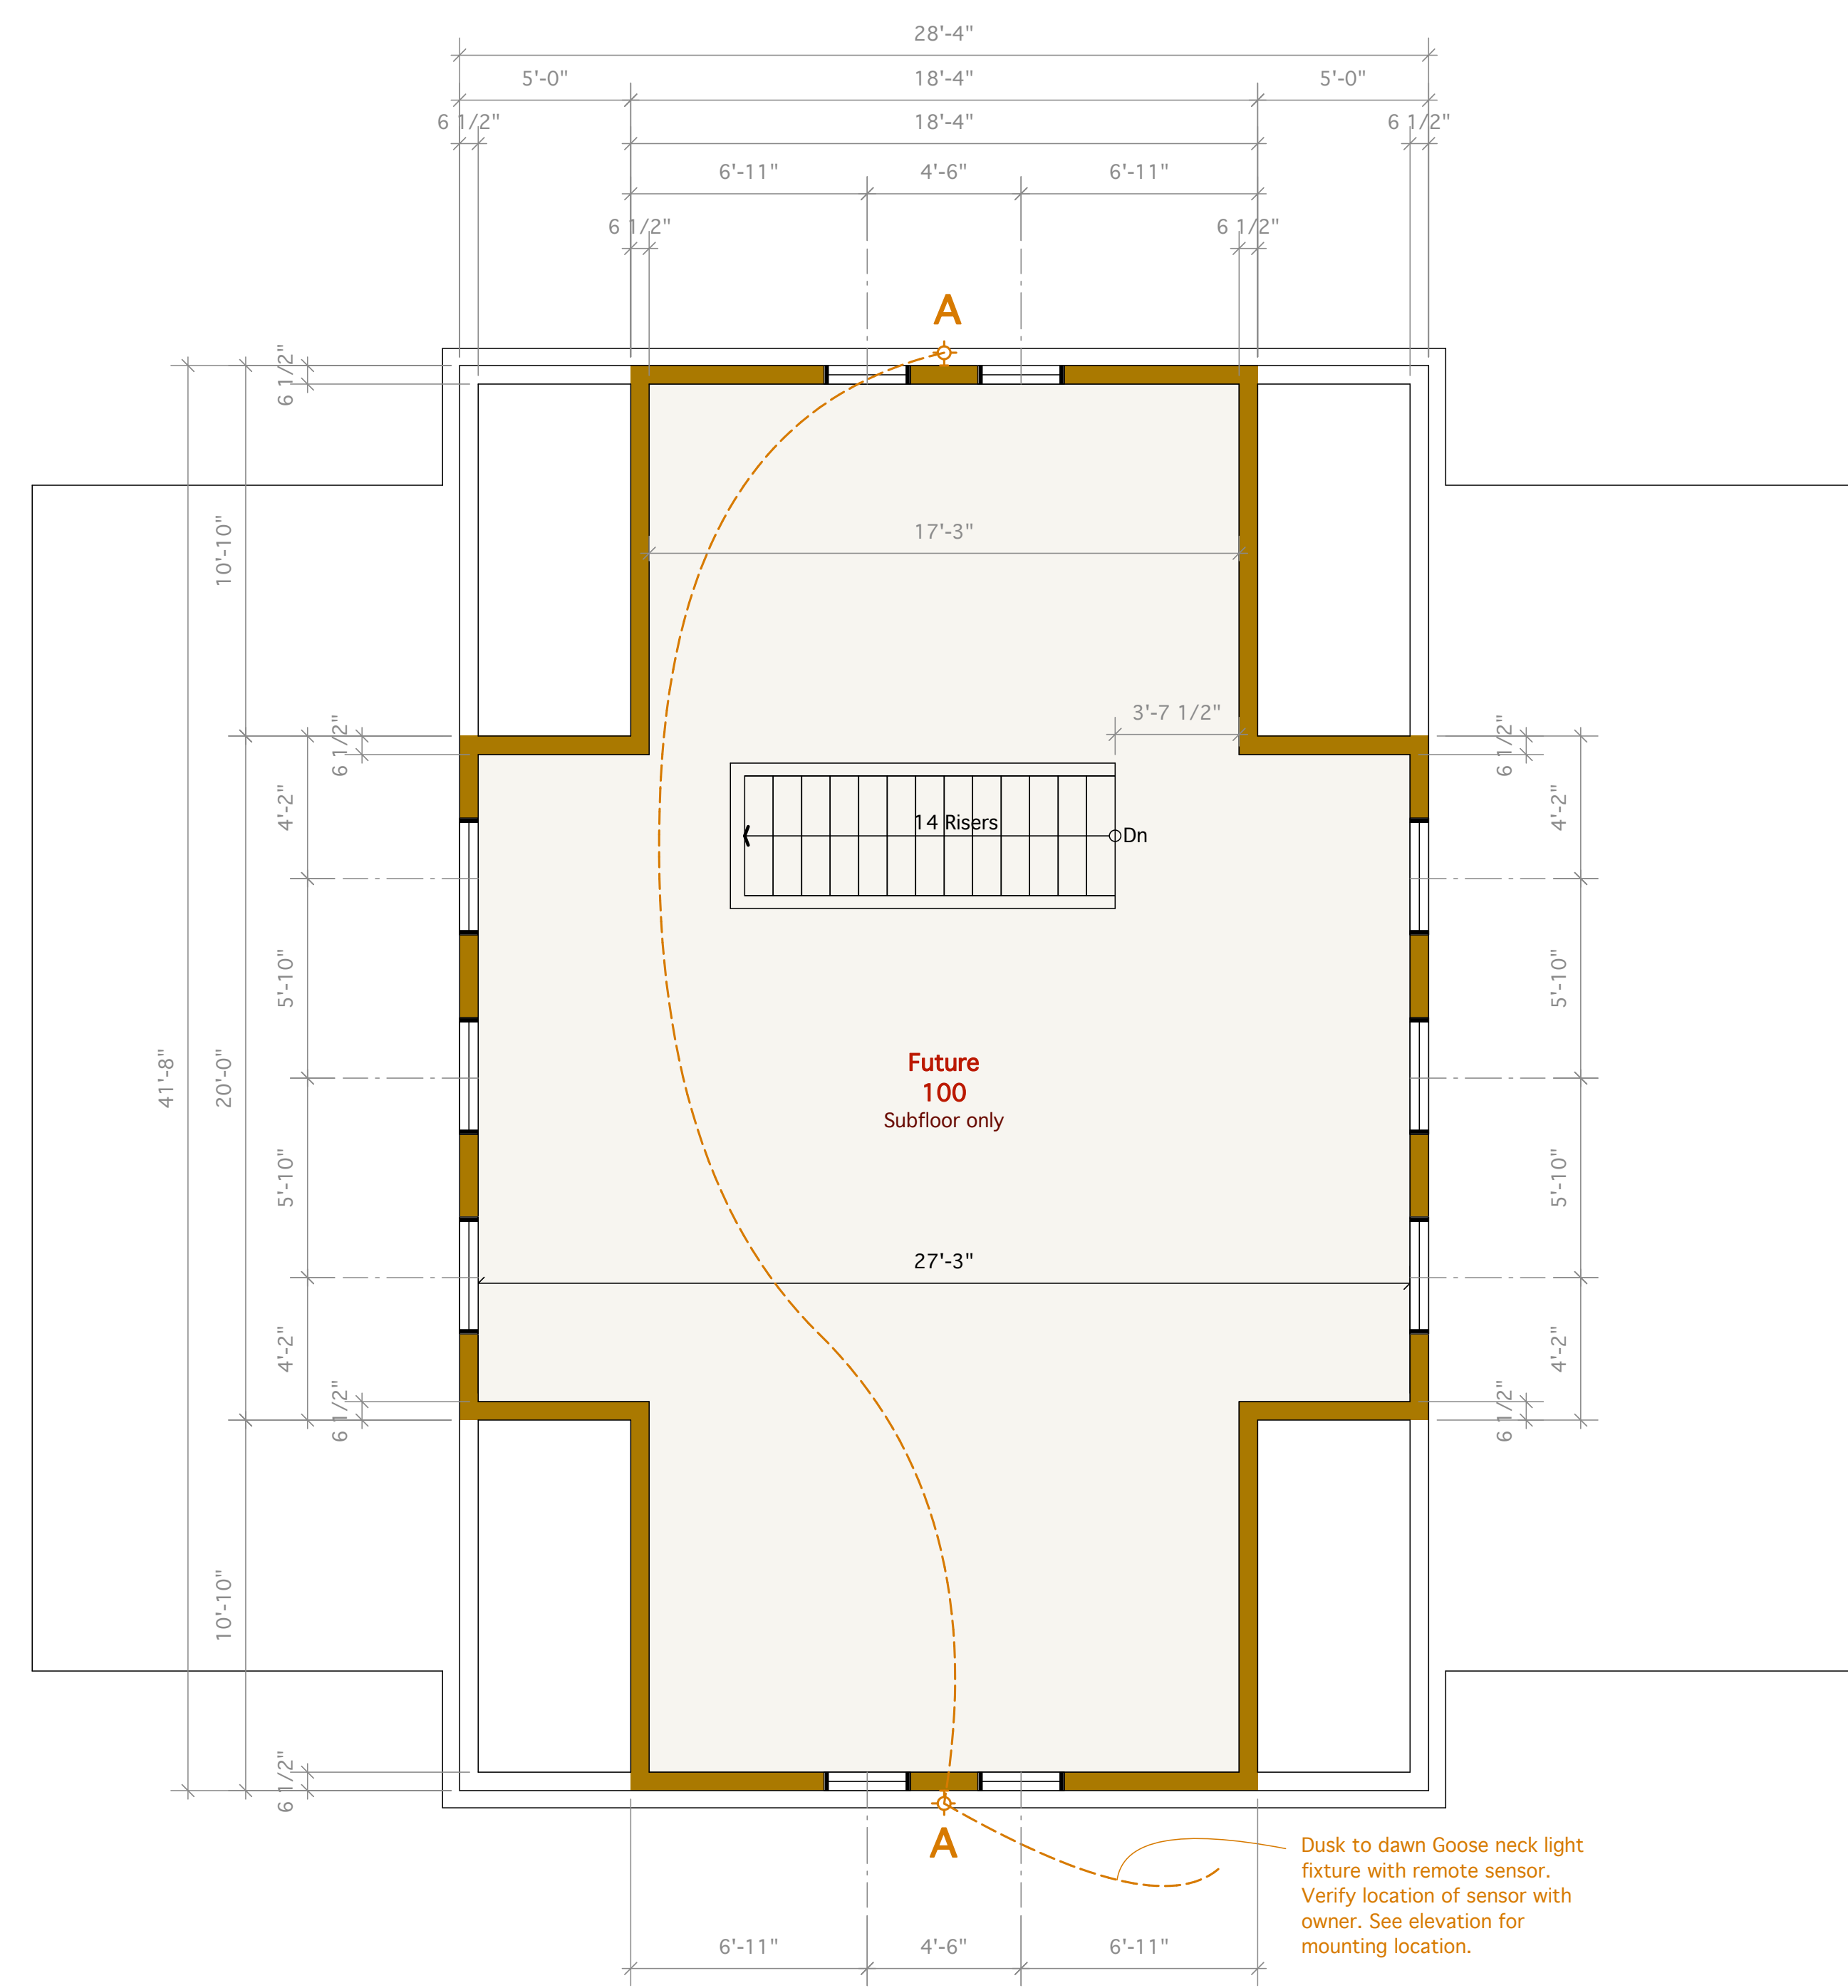 28'-4"
5'-0" 18'-4" 5'-0"
6 1/2" 18'-4" 6 1/2"
6'-11" 4'-6" 6'-11"
6 1/2" 6 1/2"
A
6 1/2"
10'-10"
17'-3"
3'-7 1/2"
6 1/2" 6 1/2"
4'-2" 4'-2"
14 Risers
Dn
5'-10" 5'-10"
41'-8" 20'-0"
Future
100
Subfloor only
5'-10" 5'-10"
27'-3"
4'-2" 4'-2"
6 1/2" 6 1/2"
10'-10"
6 1/2"
A
Dusk to dawn Goose neck light
fixture with remote sensor.
Verify location of sensor with
owner. See elevation for
mounting location.
6'-11" 4'-6" 6'-11"